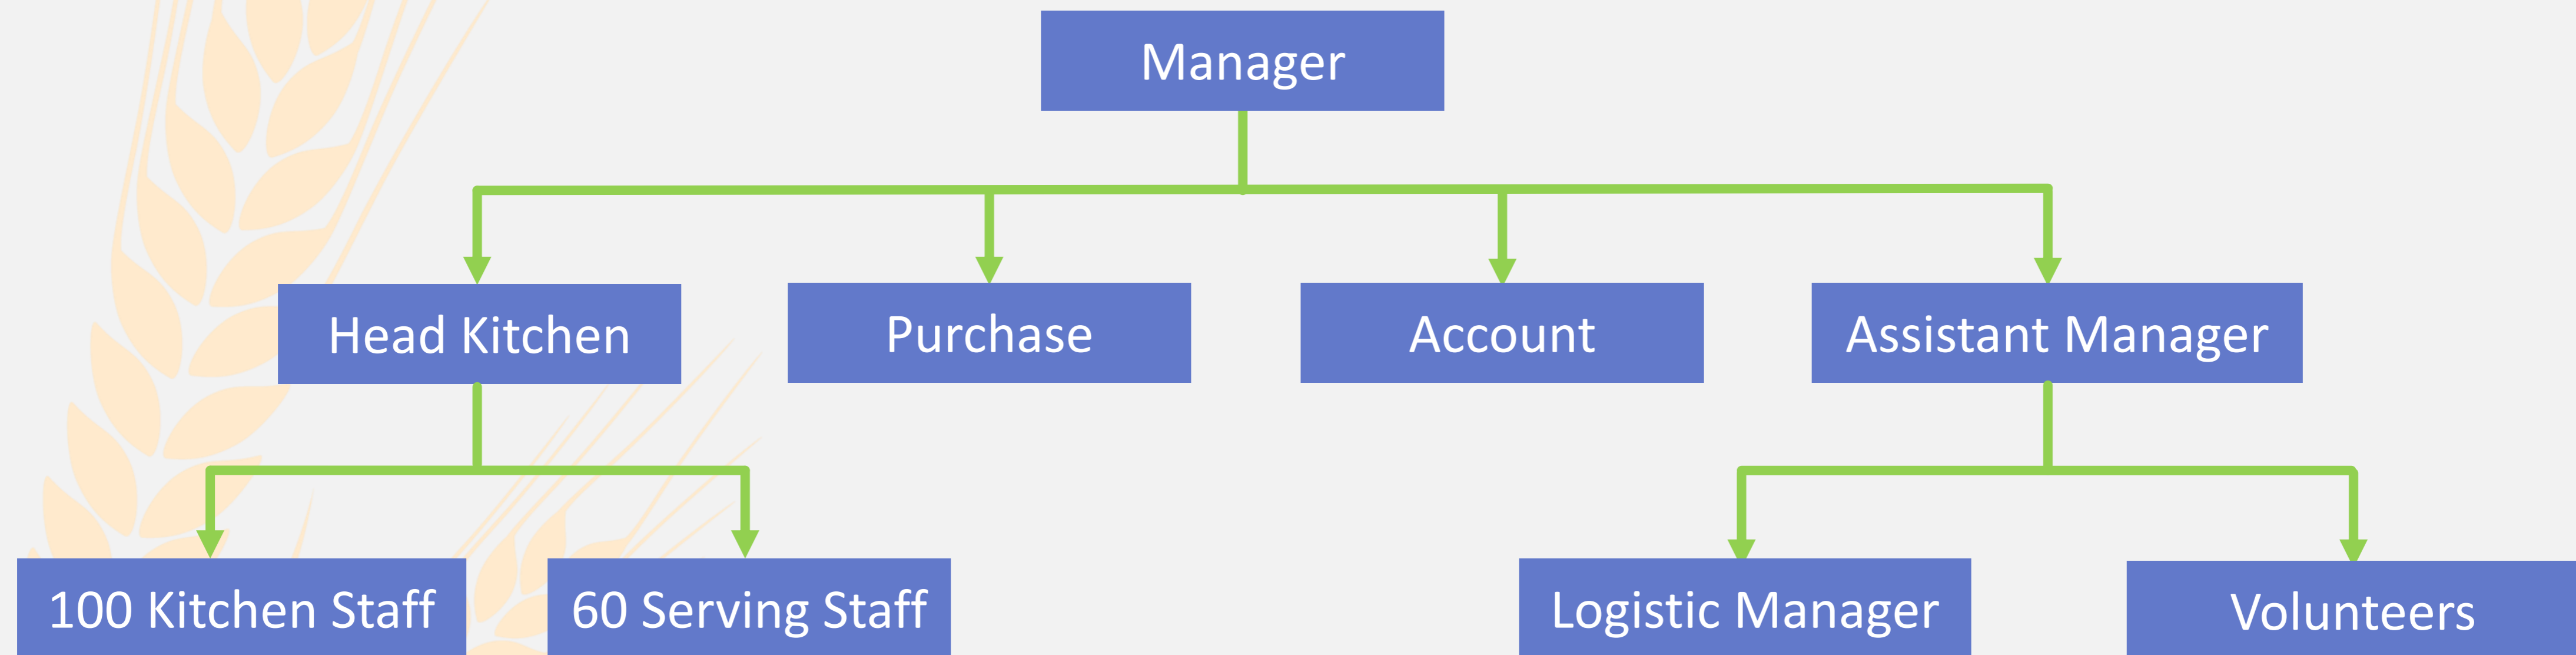 Manager
Head Kitchen
Purchase
Account
Assistant Manager
100 Kitchen Staff
60 Serving Staff
Logistic Manager
Volunteers